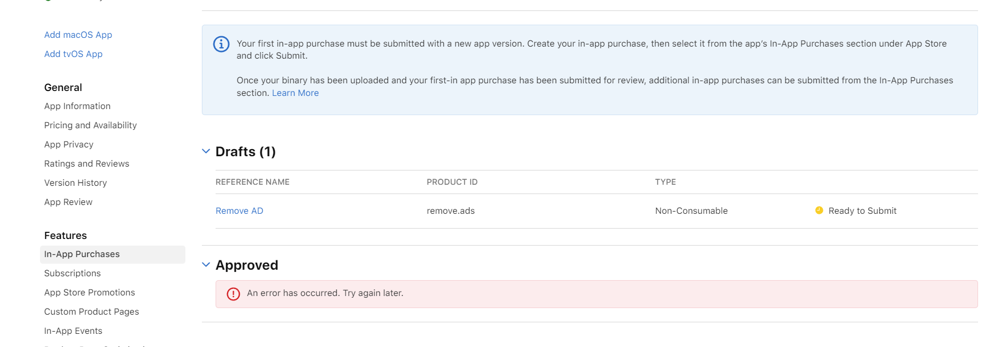 Add macOS App
Add tvOS App
General
App Information
Pricing and Availability
App Privacy
Ratings and Reviews
Version History
App Review
Features
In-App Purchases
Subscriptions
App Store Promotions
Custom Product Pages
In-App Events
Your first in-app purchase must be submitted with a new app version. Create your in-app purchase, then select it from the app’s In-App Purchases section under App Store
and click Submit.
Once your binary has been uploaded and your first-in app purchase has been submitted for review, additional in-app purchases can be submitted from the In-App Purchases
section. Learn More
Drafts (1)
REFERENCE NAME PRODUCT ID TYPE
Remove AD remove.ads Non-Consumable Ready to Submit
Approved
An error has occurred. Try again later.